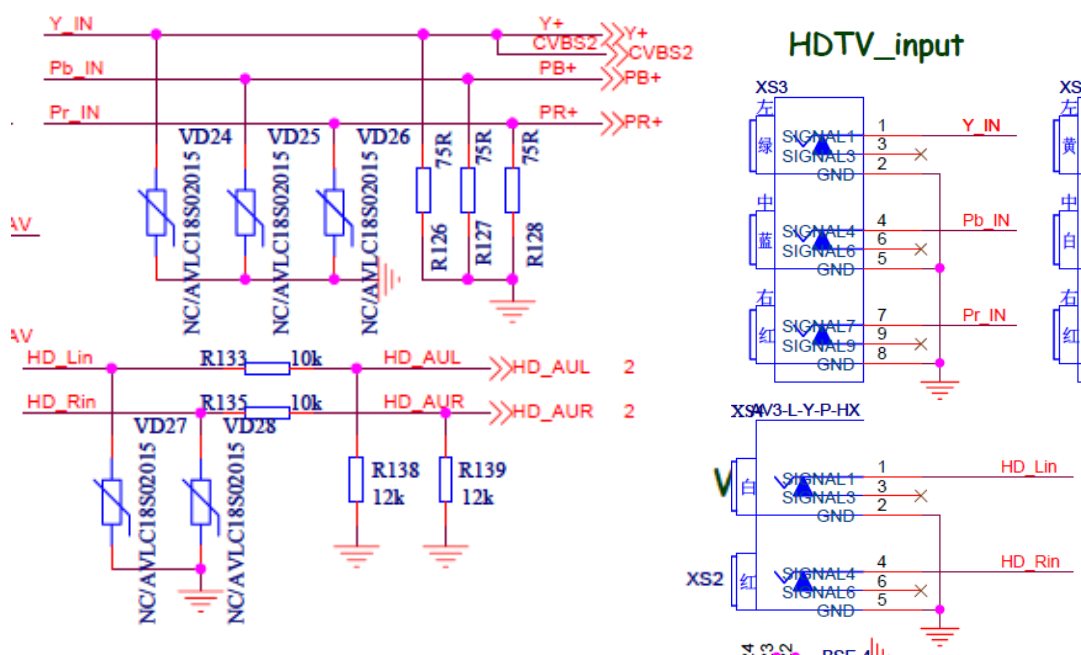 Y_IN
Y+
Y+
CVBS2
CVBS2
Pb_IN
PB+
PB+
Pr_IN
PR+
PR+
VD24
VD25
VD26
NC/AVLC18S02015
NC/AVLC18S02015
NC/AVLC18S02015
75R
75R
75R
R126
R127
R128
AV
AV
HD_Lin
R133
10k
HD_AUL
HD_AUL
2
HD_Rin
R135
10k
HD_AUR
HD_AUR
2
VD27
VD28
NC/AVLC18S02015
NC/AVLC18S02015
R138
12k
R139
12k
HDTV_input
XS3
XS
左
左
绿
黄
SIGNAL1
1
Y_IN
SIGNAL3
3
GND
2
中
中
蓝
白
SIGNAL4
4
Pb_IN
SIGNAL6
6
GND
5
右
右
红
红
SIGNAL7
7
Pr_IN
SIGNAL9
9
GND
8
AV3-L-Y-P-HX
V
白
SIGNAL1
1
HD_Lin
SIGNAL3
3
GND
2
XS2
红
SIGNAL4
4
HD_Rin
SIGNAL6
6
GND
5